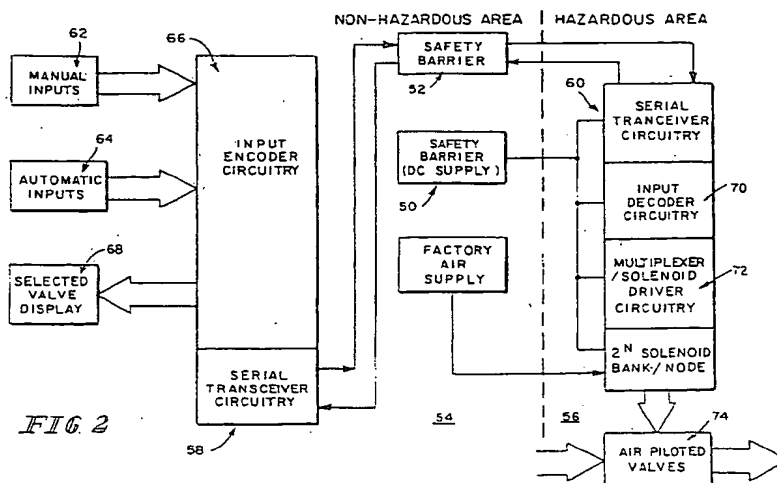 NON-HAZARDOUS AREA
HAZARDOUS AREA
62
MANUAL
INPUTS
64
AUTOMATIC
INPUTS
68
SELECTED
VALVE
DISPLAY
66
INPUT
ENCODER
CIRCUITRY
SERIAL
TRANSCEIVER
CIRCUITRY
58
SAFETY
BARRIER
52
SAFETY
BARRIER
(DC SUPPLY)
50
FACTORY
AIR
SUPPLY
54
56
60
SERIAL
TRANCEIVER
CIRCUITRY
INPUT
DECODER
CIRCUITRY
70
MULTIPLEXER
/SOLENOID
DRIVER
CIRCUITRY
72
2N SOLENOID
BANK/NODE
74
AIR PILOTED
VALVES
FIG. 2